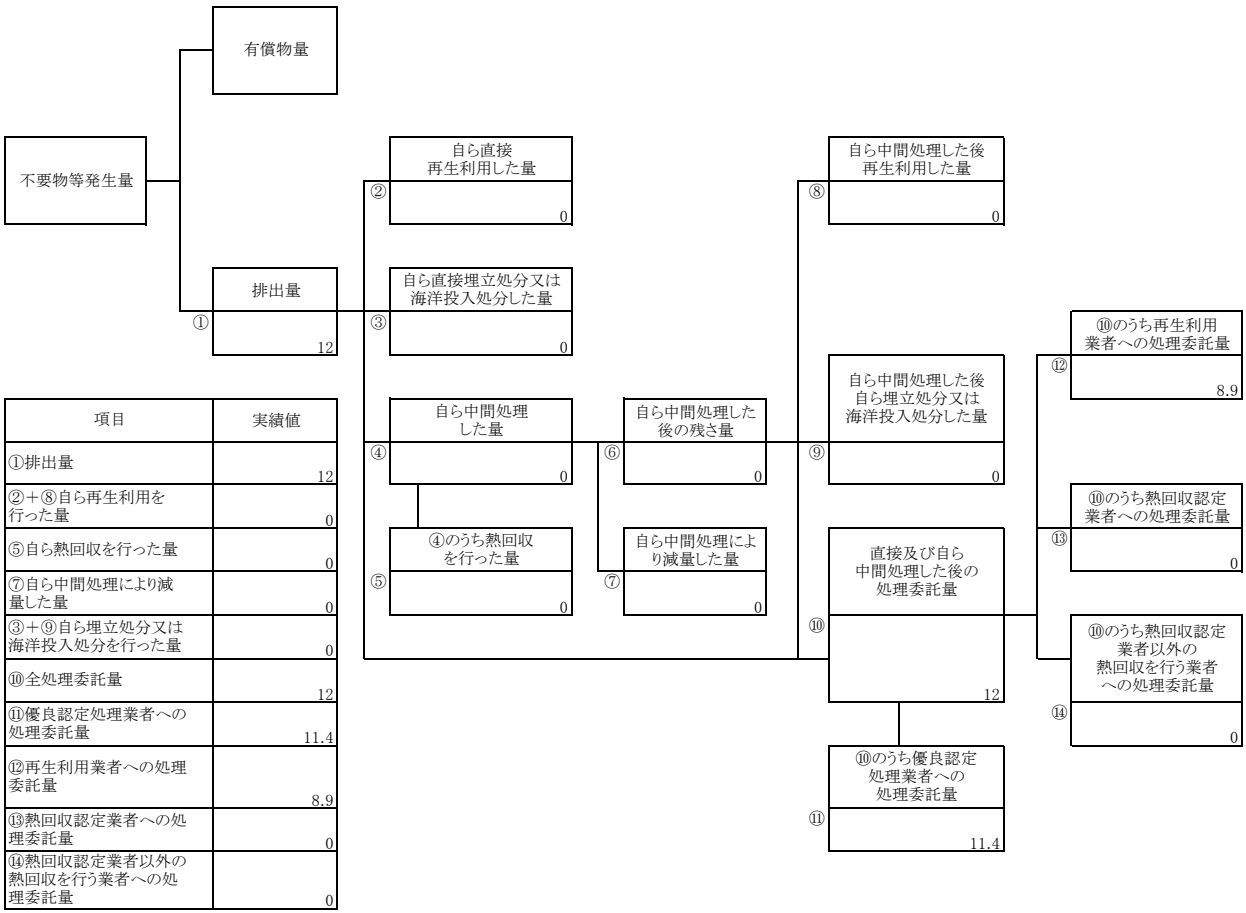 有償物量
不要物等発生量
自ら直接
再生利用した量
②
0
自ら中間処理した後
再生利用した量
⑧
0
排出量
①
12
自ら直接埋立処分又は
海洋投入処分した量
③
0
自ら中間処理した後
自ら埋立処分又は
海洋投入処分した量
⑨
0
⑩のうち再生利用
業者への処理委託量
⑫
8.9
自ら中間処理
した量
④
0
自ら中間処理した
後の残さ量
⑥
0
④のうち熱回収
を行った量
⑤
0
自ら中間処理によ
り減量した量
⑦
0
直接及び自ら
中間処理した後の
処理委託量
⑩
12
⑩のうち熱回収認定
業者への処理委託量
⑬
0
⑩のうち熱回収認定
業者以外の
熱回収を行う業者
への処理委託量
⑭
0
⑩のうち優良認定
処理業者への
処理委託量
⑪
11.4
項目 実績値
①排出量
12
②＋⑧自ら再生利用を
行った量
0
⑤自ら熱回収を行った量
0
⑦自ら中間処理により減
量した量
0
③＋⑨自ら埋立処分又は
海洋投入処分を行った量
0
⑩全処理委託量
12
⑪優良認定処理業者への
処理委託量
11.4
⑫再生利用業者への処理
委託量
8.9
⑬熱回収認定業者への処
理委託量
0
⑭熱回収認定業者以外の
熱回収を行う業者への処
理委託量
0